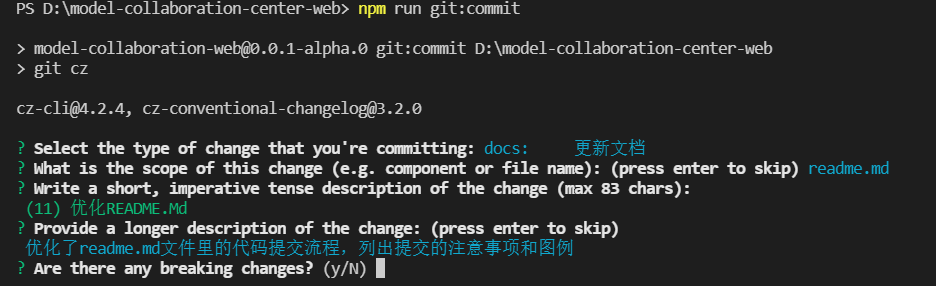 PS D:\model-collaboration-center-web> npm run git:commit
> model-collaboration-web@0.0.1-alpha.0 git:commit D:\model-collaboration-center-web
> git cz
cz-cli@4.2.4, cz-conventional-changelog@3.2.0
? Select the type of change that you're committing: docs:     更新文档
? What is the scope of this change (e.g. component or file name): (press enter to skip) readme.md
? Write a short, imperative tense description of the change (max 83 chars):
(11) 优化README.Md
? Provide a longer description of the change: (press enter to skip)
优化了readme.md文件里的代码提交流程，列出提交的注意事项和图例
? Are there any breaking changes? (y/N)